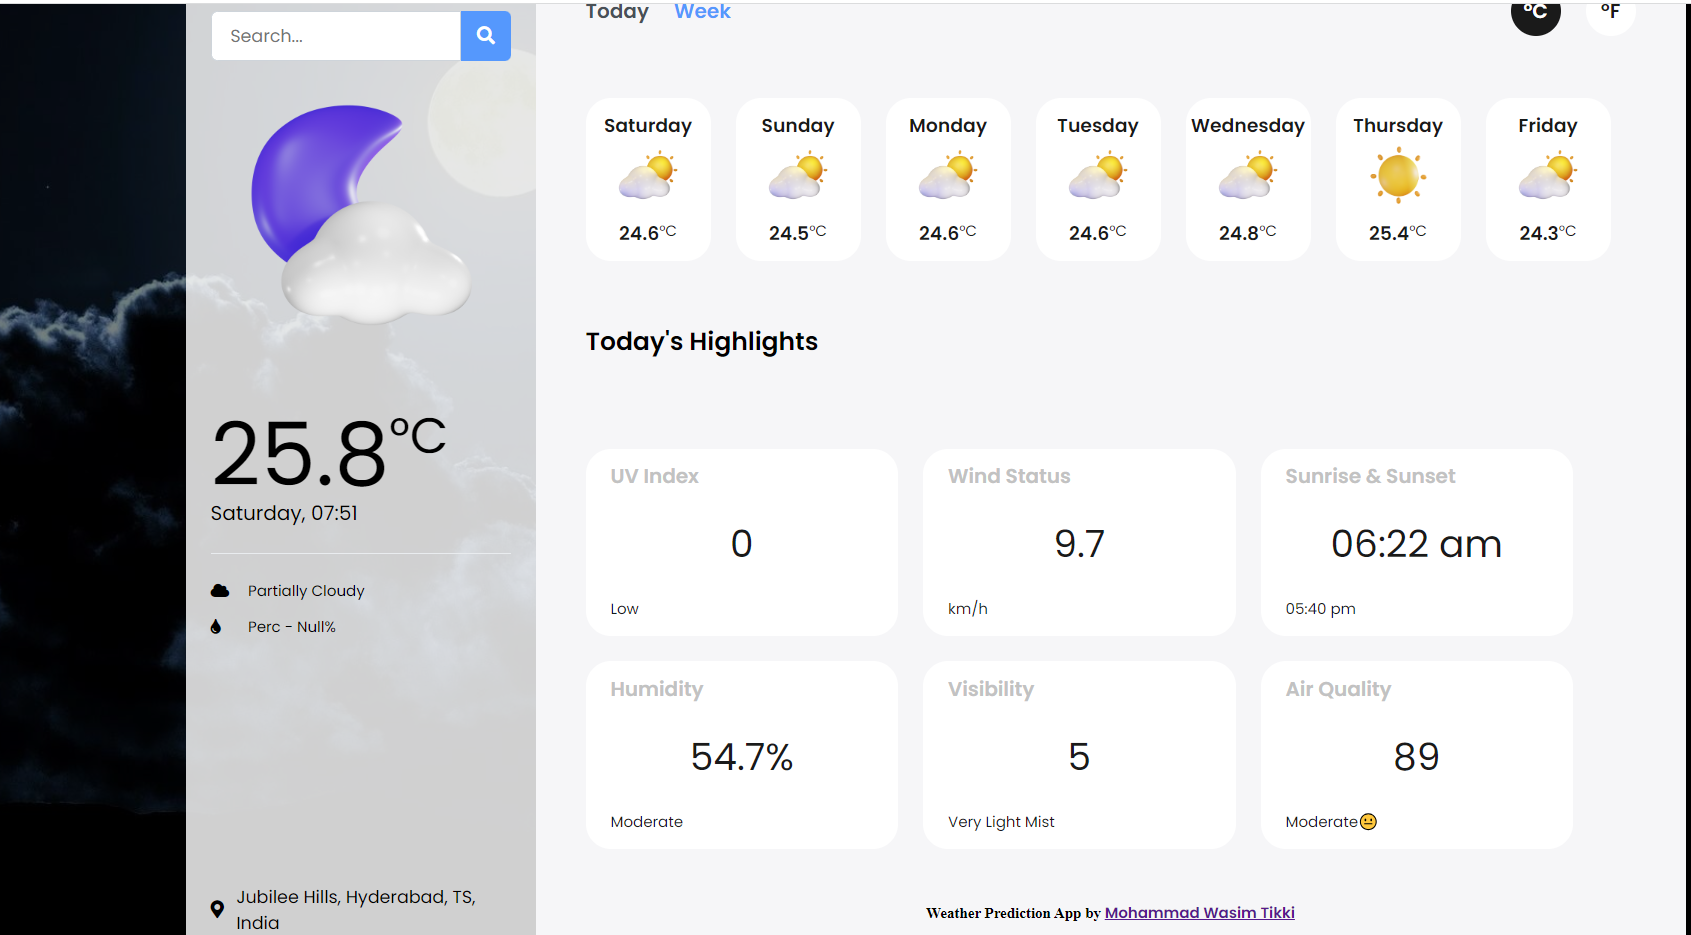 Search...
25.8°C
Saturday, 07:51
Partially Cloudy
Perc - Null%
Jubilee Hills, Hyderabad, TS,
India
Today Week
°C °F
Saturday Sunday Monday Tuesday Wednesday Thursday Friday
24.6°C 24.5°C 24.6°C 24.6°C 24.8°C 25.4°C 24.3°C
Today's Highlights
UV Index
0
Low
Wind Status
9.7
km/h
Sunrise & Sunset
06:22 am
05:40 pm
Humidity
54.7%
Moderate
Visibility
5
Very Light Mist
Air Quality
89
Moderate😐
Weather Prediction App by Mohammad Wasim Tikki